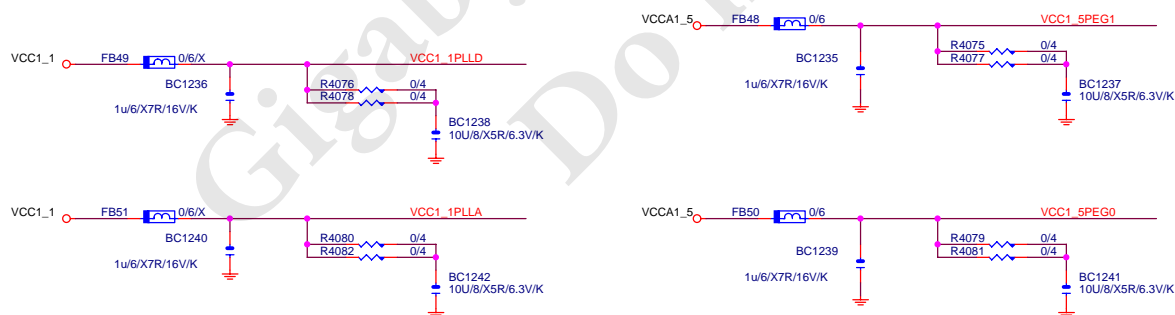 VCC1_1 FB49 0/6/X VCC1_1PLLD
BC1236
1u/6/X7R/16V/K
R4076 0/4
R4078 0/4
BC1238
10U/8/X5R/6.3V/K
VCCA1_5 FB48 0/6 VCC1_5PEG1
BC1235
1u/6/X7R/16V/K
R4075 0/4
R4077 0/4
BC1237
10U/8/X5R/6.3V/K
VCC1_1 FB51 0/6/X VCC1_1PLLA
BC1240
1u/6/X7R/16V/K
R4080 0/4
R4082 0/4
BC1242
10U/8/X5R/6.3V/K
VCCA1_5 FB50 0/6 VCC1_5PEG0
BC1239
1u/6/X7R/16V/K
R4079 0/4
R4081 0/4
BC1241
10U/8/X5R/6.3V/K
Do